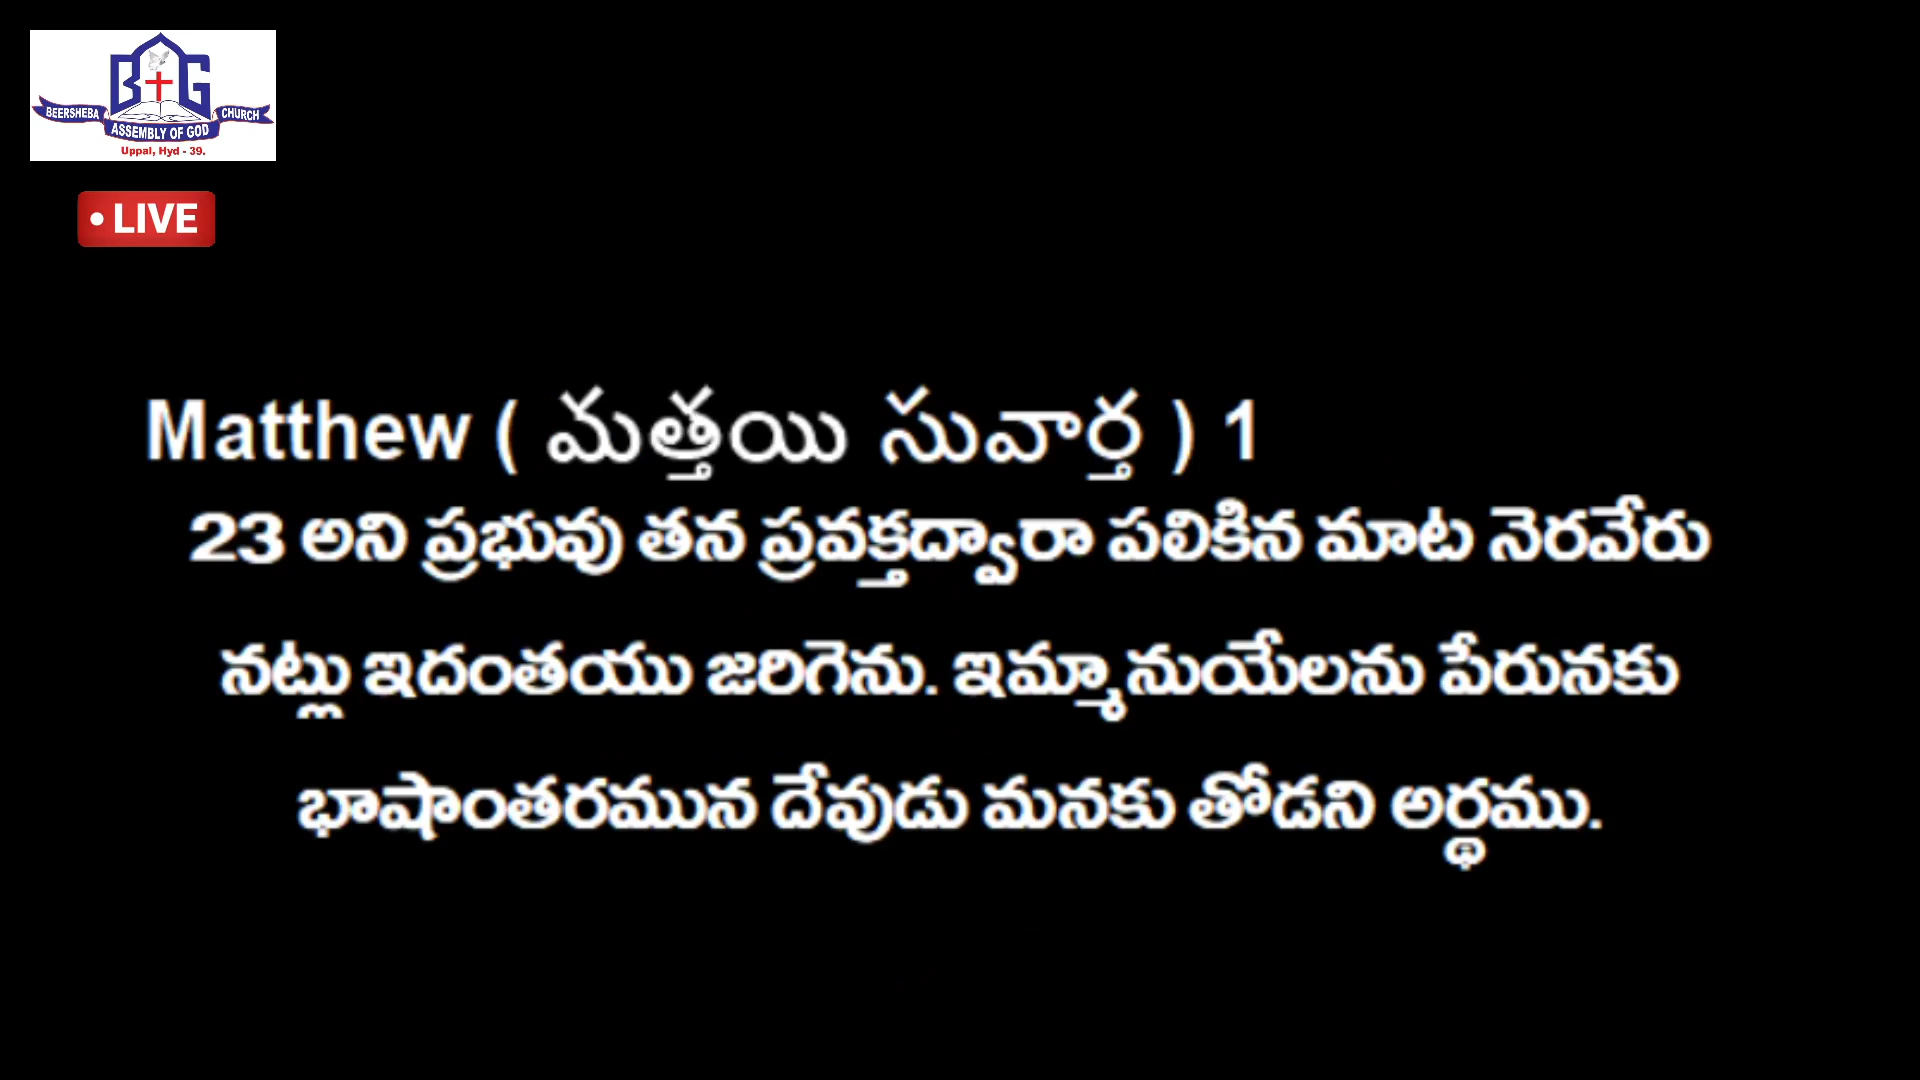 B G
BEERSHEBA
CHURCH
ASSEMBLY OF GOD
Uppal, Hyd - 39.
• LIVE
Matthew ( మత్తయి సువార్త ) 1
23 అని ప్రభువు తన ప్రవక్తద్వారా పలికిన మాట నెరవేరు
నట్లు ఇదంతయు జరిగెను. ఇమ్మానుయేలను పేరునకు
భాషాంతరమున దేవుడు మనకు తోడని అర్థము.